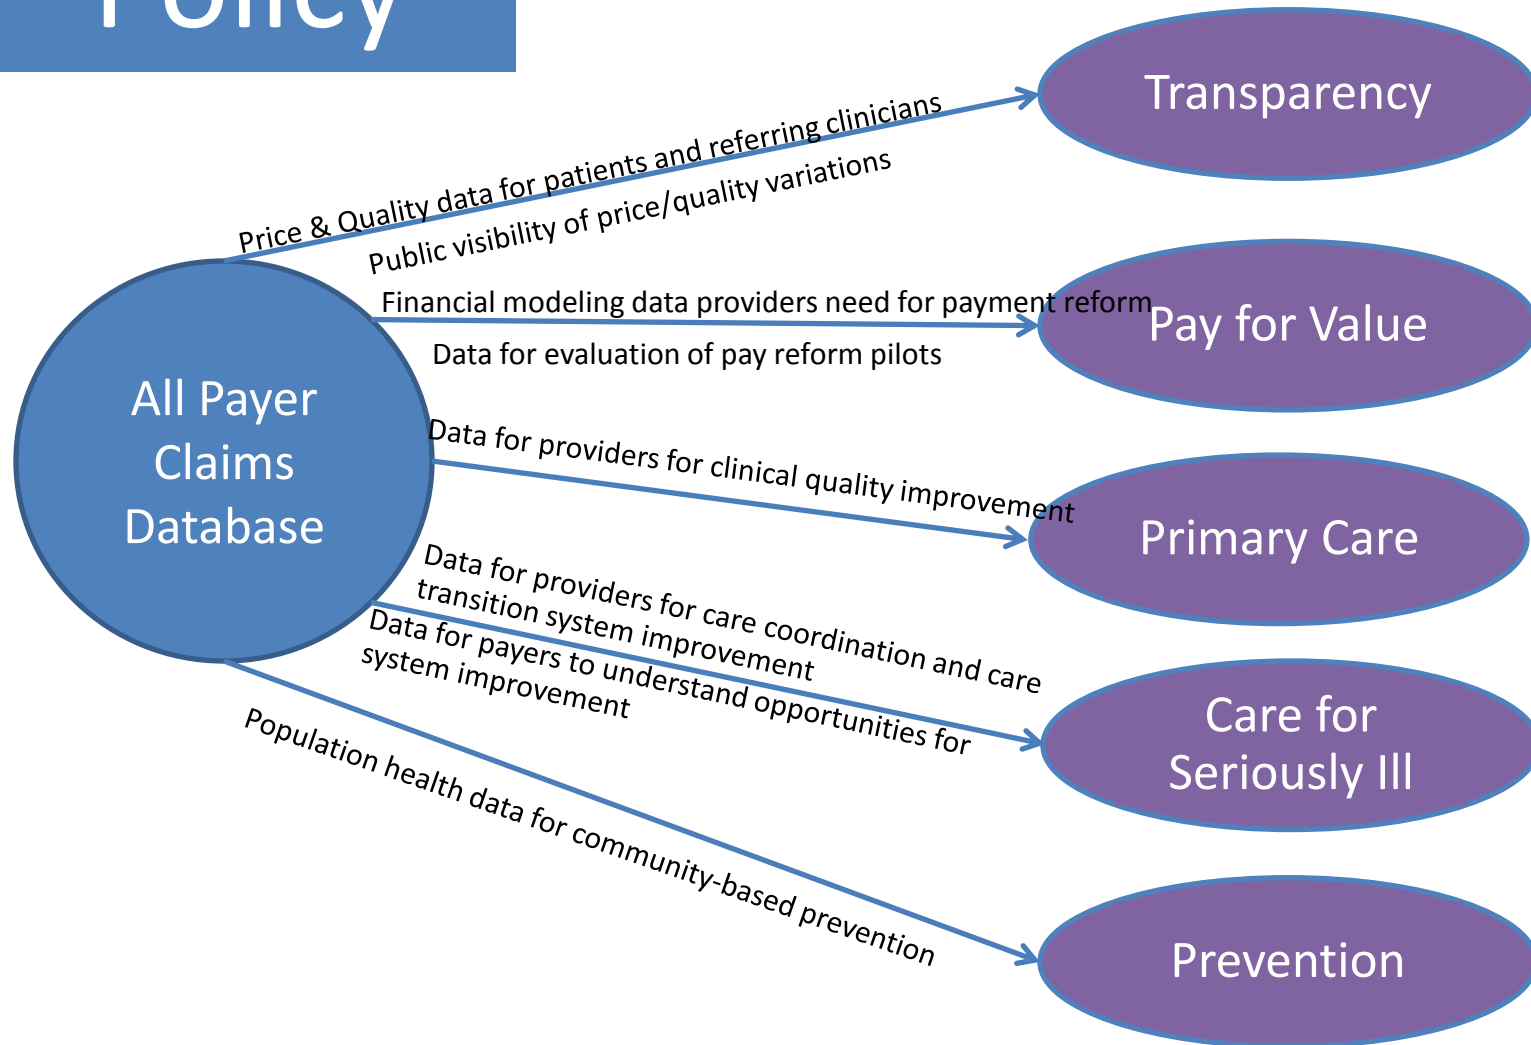 Policy
Transparency
Price & Quality data for patients and referring clinicians
Public visibility of price/quality variations
Financial modeling data providers need for payment reform
Pay for Value
Data for evaluation of pay reform pilots
All Payer
Claims
Database
Data for providers for clinical quality improvement
Primary Care
Data for providers for care coordination and care
transition system improvement
Data for payers to understand opportunities for
system improvement
Care for
Seriously Ill
Population health data for community-based prevention
Prevention